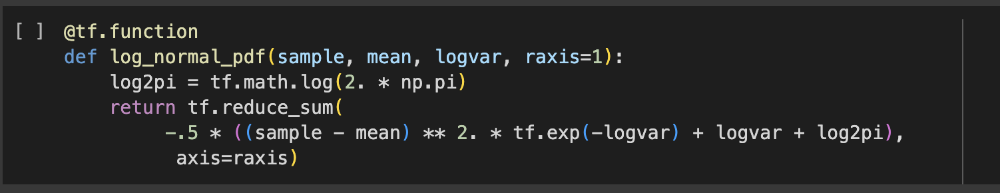 [ ] @tf.function
def log_normal_pdf(sample, mean, logvar, raxis=1):
log2pi = tf.math.log(2. * np.pi)
return tf.reduce_sum(
-.5 * ((sample - mean) ** 2. * tf.exp(-logvar) + logvar + log2pi),
axis=raxis)